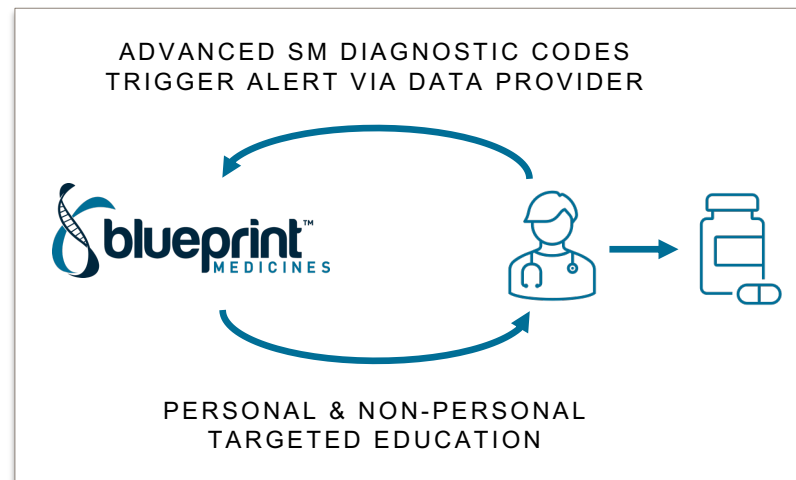 ADVANCED SM DIAGNOSTIC CODES
TRIGGER ALERT VIA DATA PROVIDER
blueprint™
MEDICINES
PERSONAL & NON-PERSONAL
TARGETED EDUCATION